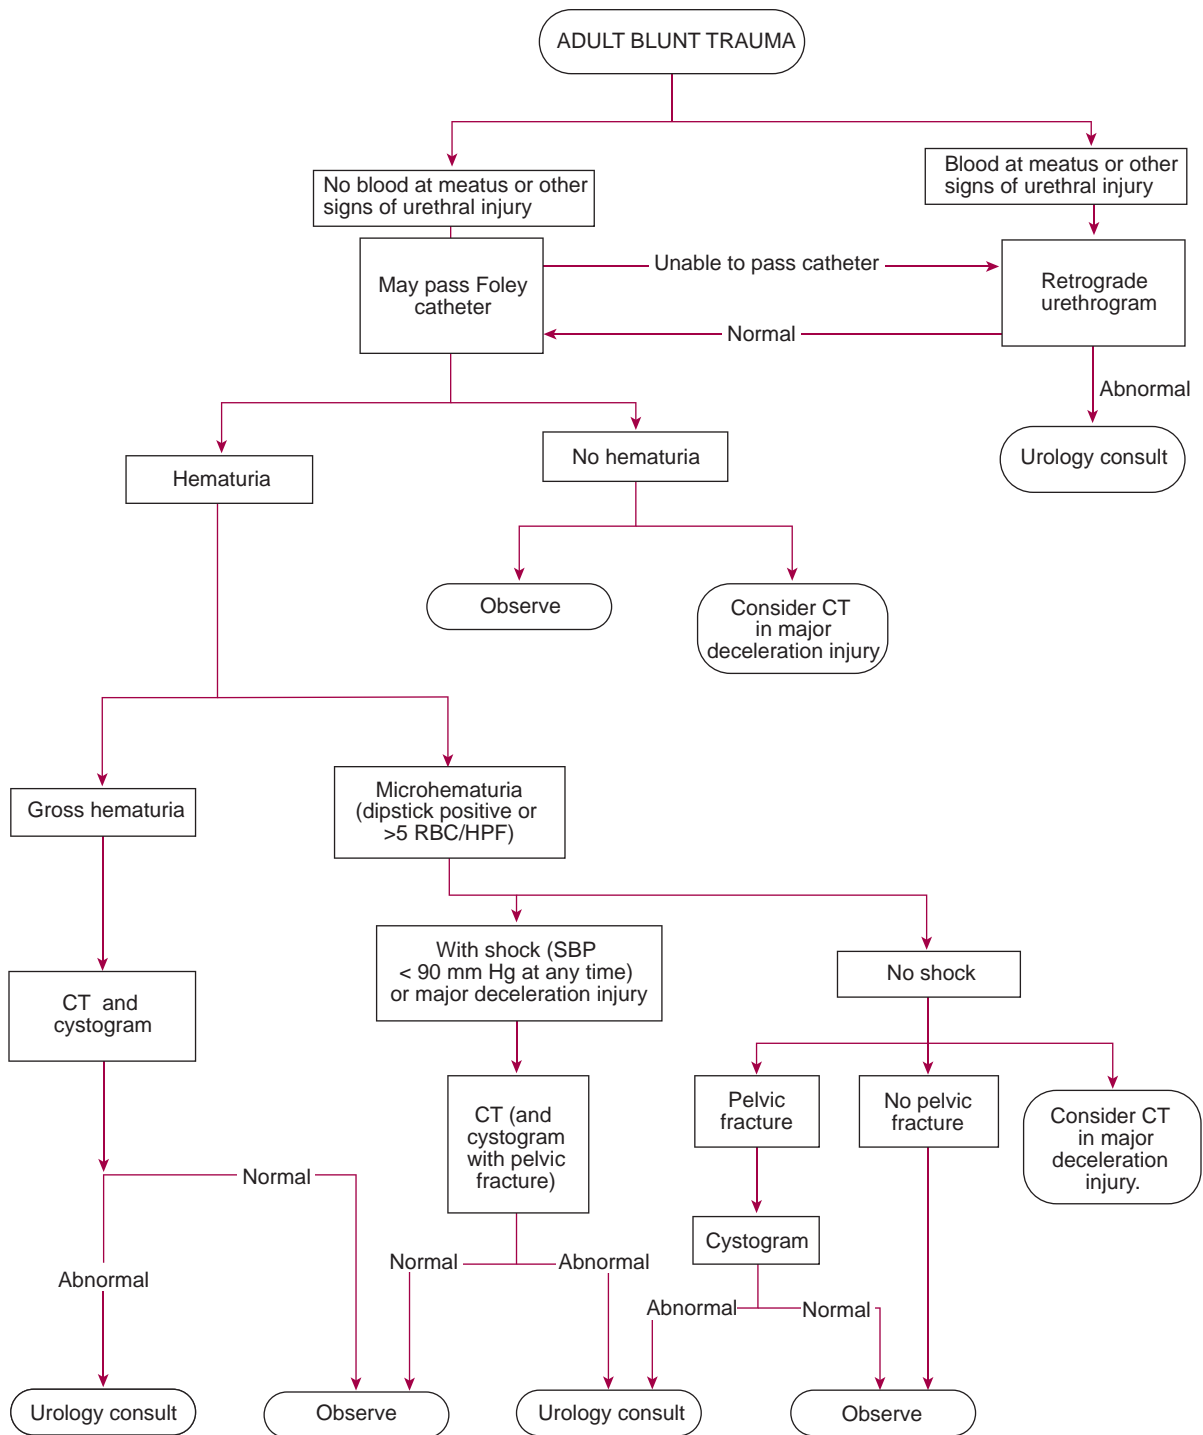 ADULT BLUNT TRAUMA
No blood at meatus or other
signs of urethral injury
Blood at meatus or other
signs of urethral injury
May pass Foley
catheter
Unable to pass catheter
Normal
Retrograde
urethrogram
Abnormal
Urology consult
Hematuria
No hematuria
Observe
Consider CT
in major
deceleration injury
Gross hematuria
Microhematuria
(dipstick positive or
>5 RBC/HPF)
CT and
cystogram
With shock (SBP
< 90 mm Hg at any time)
or major deceleration injury
No shock
CT (and
cystogram
with pelvic
fracture)
Pelvic
fracture
No pelvic
fracture
Consider CT
in major
deceleration
injury.
Normal
Abnormal
Cystogram
Normal
Abnormal
Abnormal
Normal
Urology consult
Observe
Urology consult
Observe